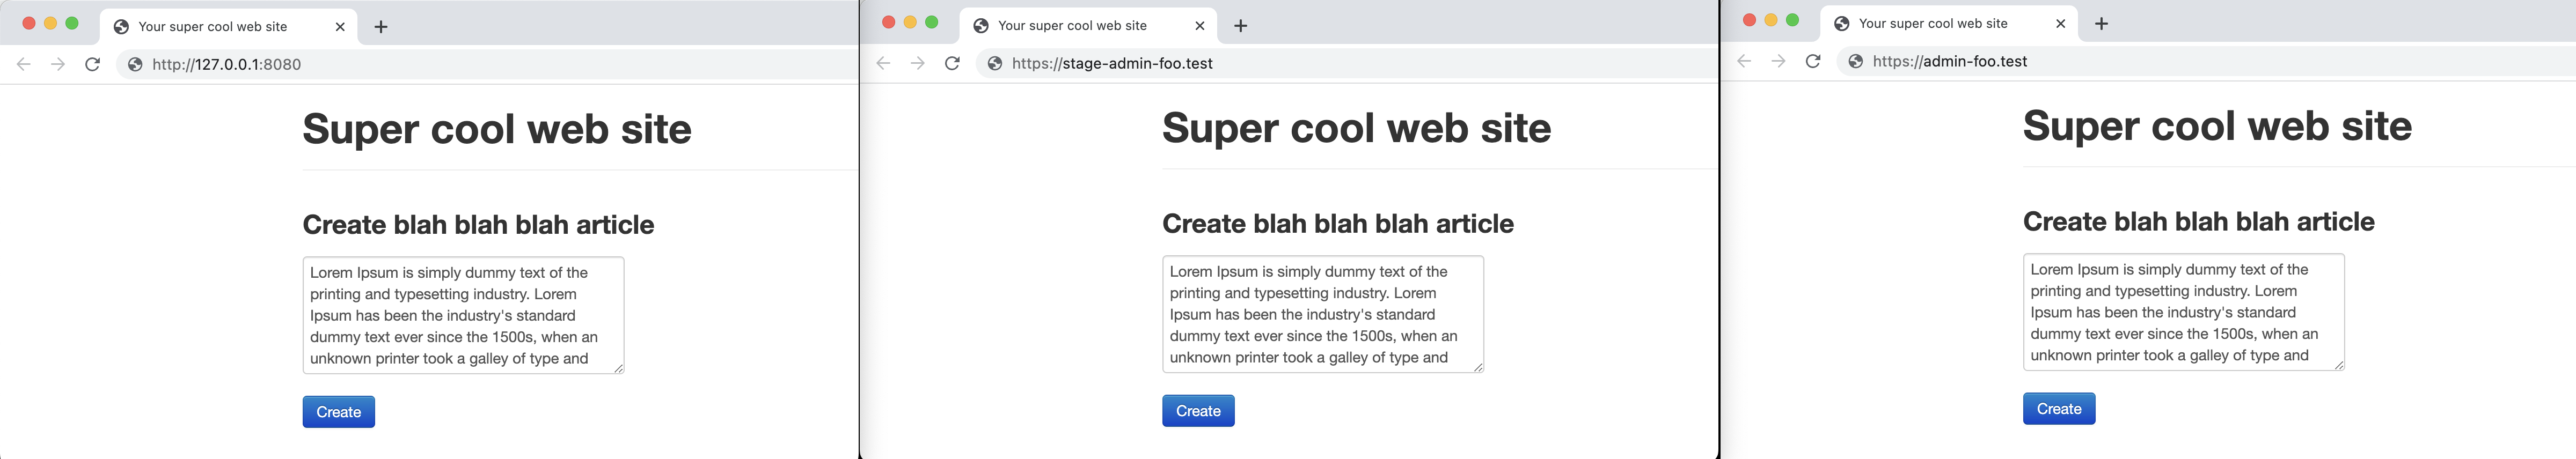 Your super cool web site
http://127.0.0.1:8080
Super cool web site
Create blah blah blah article
Lorem Ipsum is simply dummy text of the
printing and typesetting industry. Lorem
Ipsum has been the industry's standard
dummy text ever since the 1500s, when an
unknown printer took a galley of type and
Create
Your super cool web site
https://stage-admin-foo.test
Super cool web site
Create blah blah blah article
Lorem Ipsum is simply dummy text of the
printing and typesetting industry. Lorem
Ipsum has been the industry's standard
dummy text ever since the 1500s, when an
unknown printer took a galley of type and
Create
Your super cool web site
https://admin-foo.test
Super cool web site
Create blah blah blah article
Lorem Ipsum is simply dummy text of the
printing and typesetting industry. Lorem
Ipsum has been the industry's standard
dummy text ever since the 1500s, when an
unknown printer took a galley of type and
Create